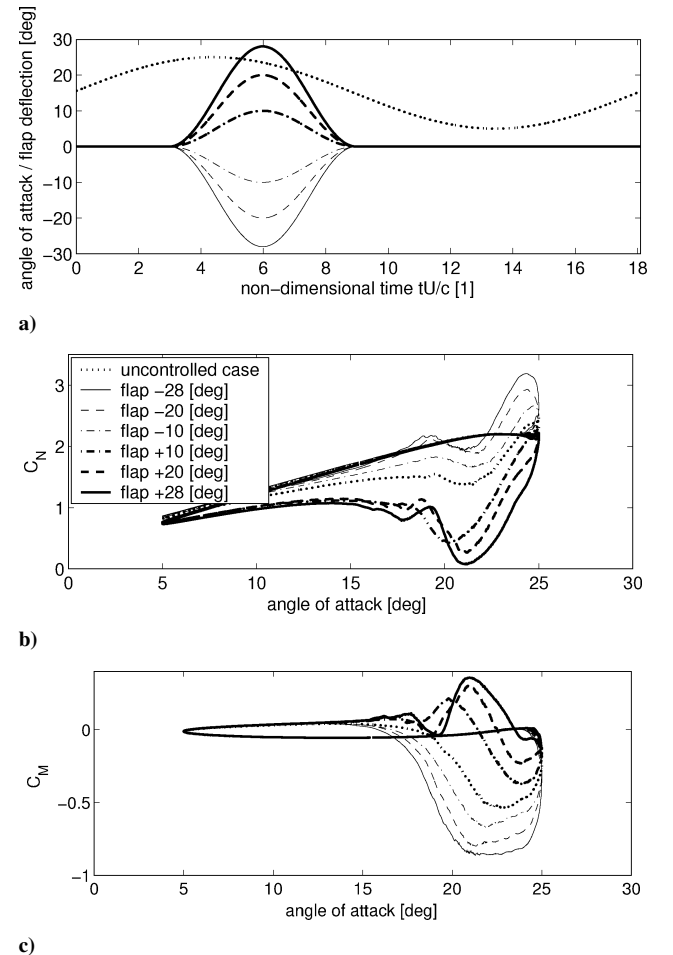 angle of attack / flap deflection [deg]
30
20
10
0
−10
−20
−30
0 2 4 6 8 10 12 14 16 18
non−dimensional time tU/c [1]
a)
C_N
3
2
1
0
uncontrolled case
flap −28 [deg]
flap −20 [deg]
flap −10 [deg]
flap +10 [deg]
flap +20 [deg]
flap +28 [deg]
0 5 10 15 20 25 30
angle of attack [deg]
b)
C_M
0
−0.5
−1
0 5 10 15 20 25 30
angle of attack [deg]
c)